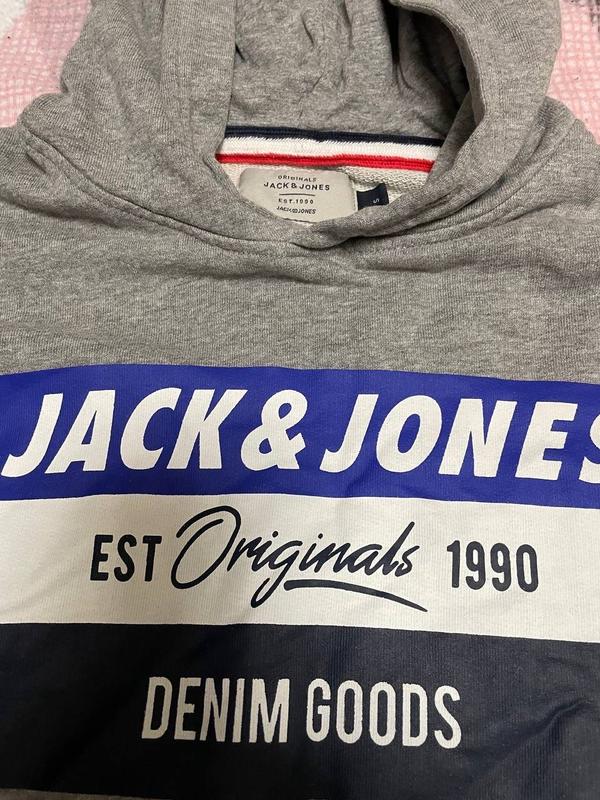 ORIGINALS
JACK & JONES
EST. 1990
JACK&JONES
S
JACK & JONES
EST Originals 1990
DENIM GOODS